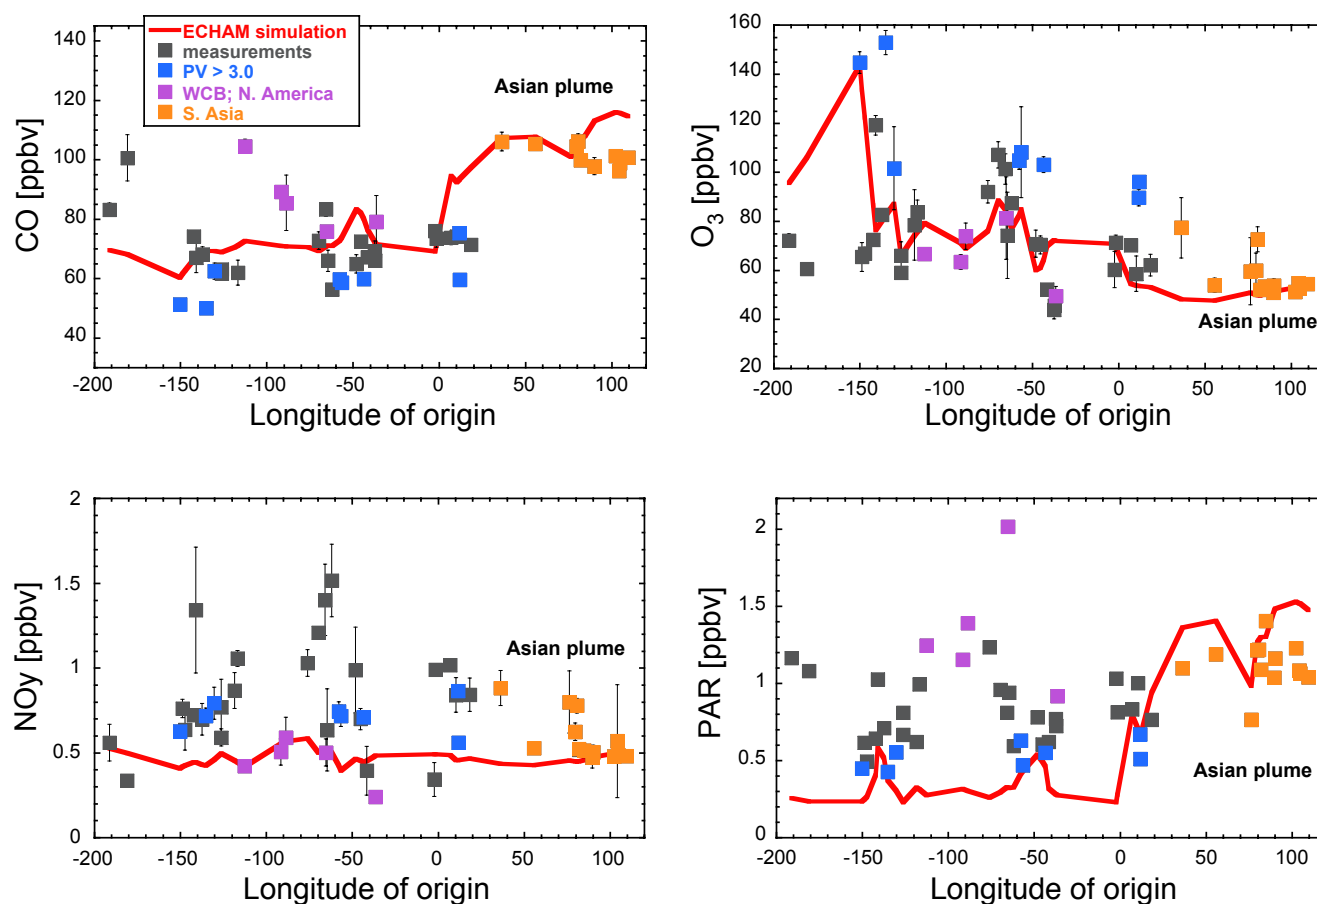 ECHAM simulation
measurements
PV > 3.0
WCB; N. America
S. Asia
Asian plume
CO [ppbv]
140
120
100
80
60
40
-200 -150 -100 -50 0 50 100
Longitude of origin
O3 [ppbv]
160
140
120
100
80
60
40
20
Asian plume
-200 -150 -100 -50 0 50 100
Longitude of origin
NOy [ppbv]
2
1.5
1
0.5
0
Asian plume
-200 -150 -100 -50 0 50 100
Longitude of origin
PAR [ppbv]
2
1.5
1
0.5
0
Asian plume
-200 -150 -100 -50 0 50 100
Longitude of origin